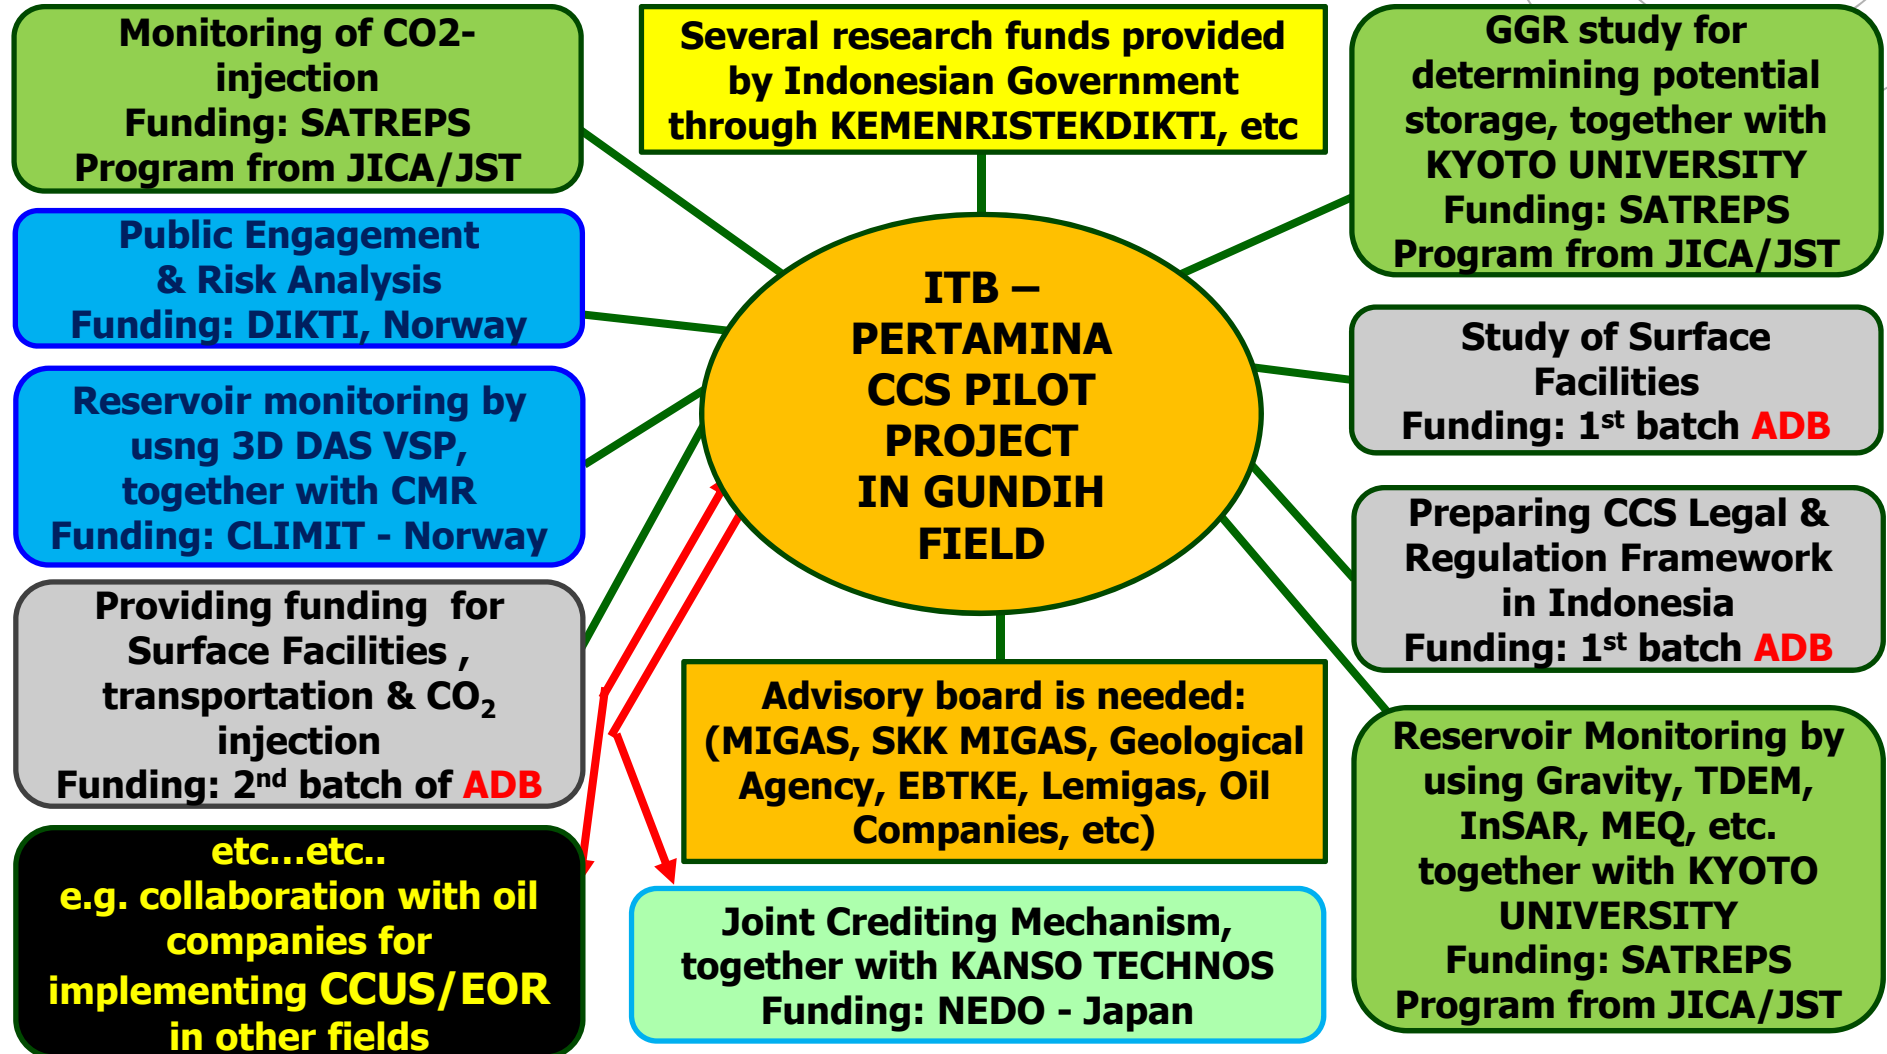 Monitoring of CO2-
injection
Funding: SATREPS
Program from JICA/JST
Several research funds provided
by Indonesian Government
through KEMENRISTEKDIKTI, etc
GGR study for
determining potential
storage, together with
KYOTO UNIVERSITY
Funding: SATREPS
Program from JICA/JST
Public Engagement
& Risk Analysis
Funding: DIKTI, Norway
ITB –
PERTAMINA
CCS PILOT
PROJECT
IN GUNDIH
FIELD
Study of Surface
Facilities
Funding: 1st batch ADB
Reservoir monitoring by
usng 3D DAS VSP,
together with CMR
Funding: CLIMIT - Norway
Preparing CCS Legal &
Regulation Framework
in Indonesia
Funding: 1st batch ADB
Providing funding for
Surface Facilities ,
transportation & CO2
injection
Funding: 2nd batch of ADB
Advisory board is needed:
(MIGAS, SKK MIGAS, Geological
Agency, EBTKE, Lemigas, Oil
Companies, etc)
Reservoir Monitoring by
using Gravity, TDEM,
InSAR, MEQ, etc.
together with KYOTO
UNIVERSITY
Funding: SATREPS
Program from JICA/JST
etc...etc..
e.g. collaboration with oil
companies for
implementing CCUS/EOR
in other fields
Joint Crediting Mechanism,
together with KANSO TECHNOS
Funding: NEDO - Japan